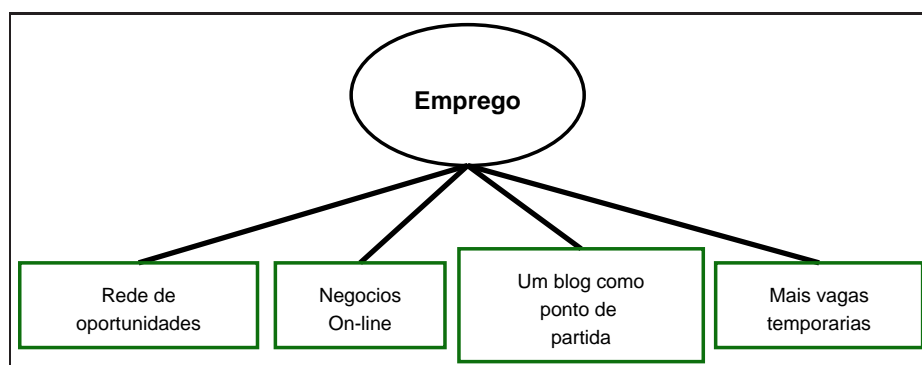 Emprego
Rede de
oportunidades
Negocios
On-line
Um blog como
ponto de
partida
Mais vagas
temporarias